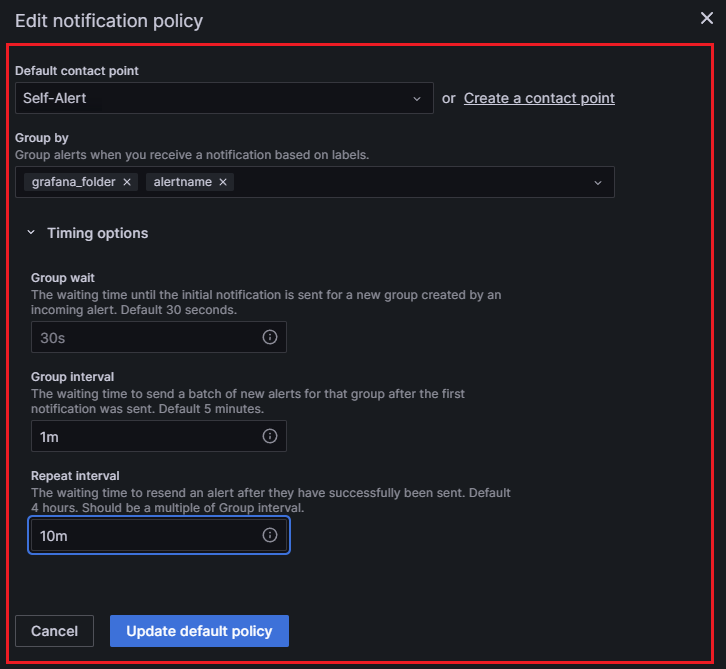 Edit notification policy
Default contact point
Self-Alert
or Create a contact point
Group by
Group alerts when you receive a notification based on labels.
grafana_folder
alertname
Timing options
Group wait
The waiting time until the initial notification is sent for a new group created by an
incoming alert. Default 30 seconds.
30s
Group interval
The waiting time to send a batch of new alerts for that group after the first
notification was sent. Default 5 minutes.
1m
Repeat interval
The waiting time to resend an alert after they have successfully been sent. Default
4 hours. Should be a multiple of Group interval.
10m
Cancel
Update default policy